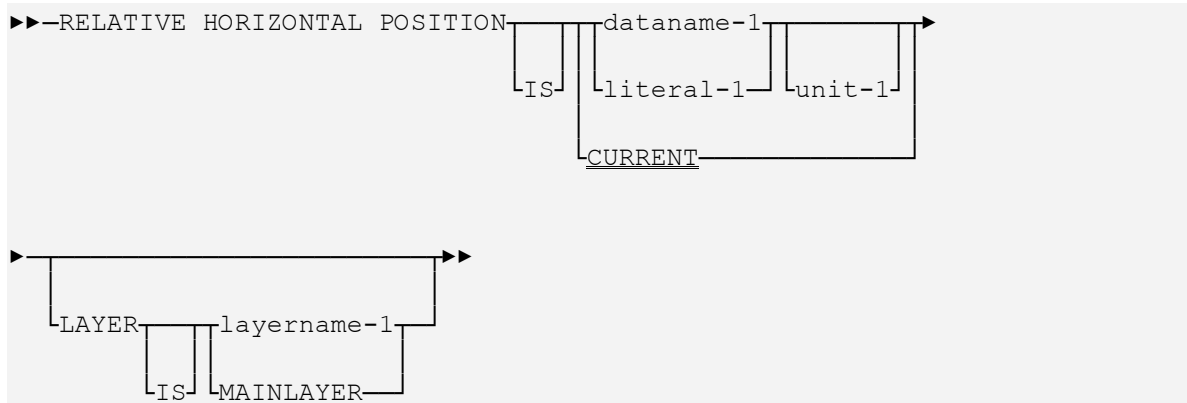 RELATIVE HORIZONTAL POSITION dataname-1
IS literal-1 unit-1
CURRENT
LAYER layername-1
IS MAINLAYER